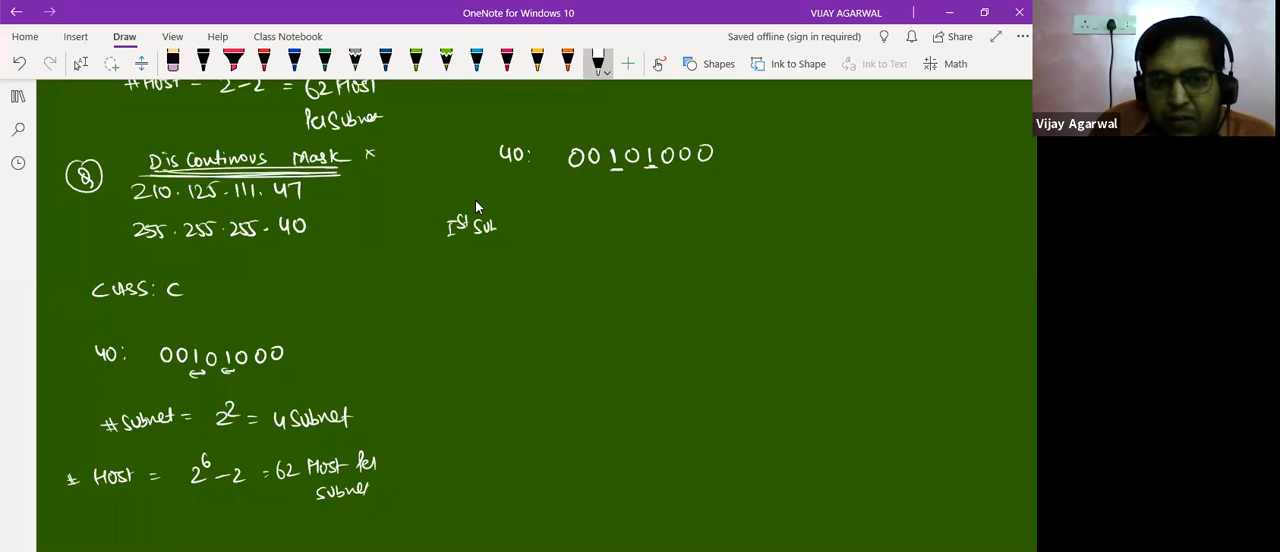 OneNote for Windows 10
VIJAY AGARWAL
Home Insert Draw View Help Class Notebook
Saved offline (sign in required) Share
Shapes Ink to Shape Ink to Text Math
#Host = 2 - 2 = 62 Host
Per Subnet
Q Discontinous Mask x
210.125.111.47
255.255.255.40
CLASS: C
40: 00101000
#Subnet = 2² = 4 Subnet
# Host = 2⁶ - 2 = 62 Host Per
subnet
40: 00101000
Ist Sub
Vijay Agarwal